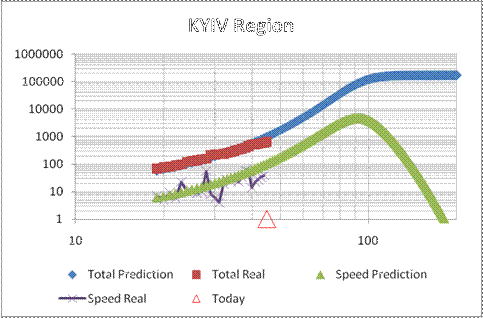 KYIV Region
1000000
100000
10000
1000
100
10
1
10 100
Total Prediction Total Real Speed Prediction
Speed Real Today